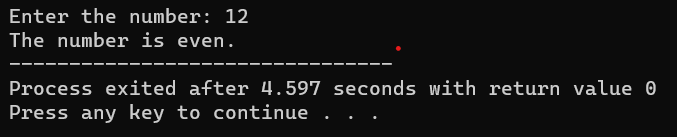 Enter the number: 12
The number is even.
--------------------------------
Process exited after 4.597 seconds with return value 0
Press any key to continue . . .